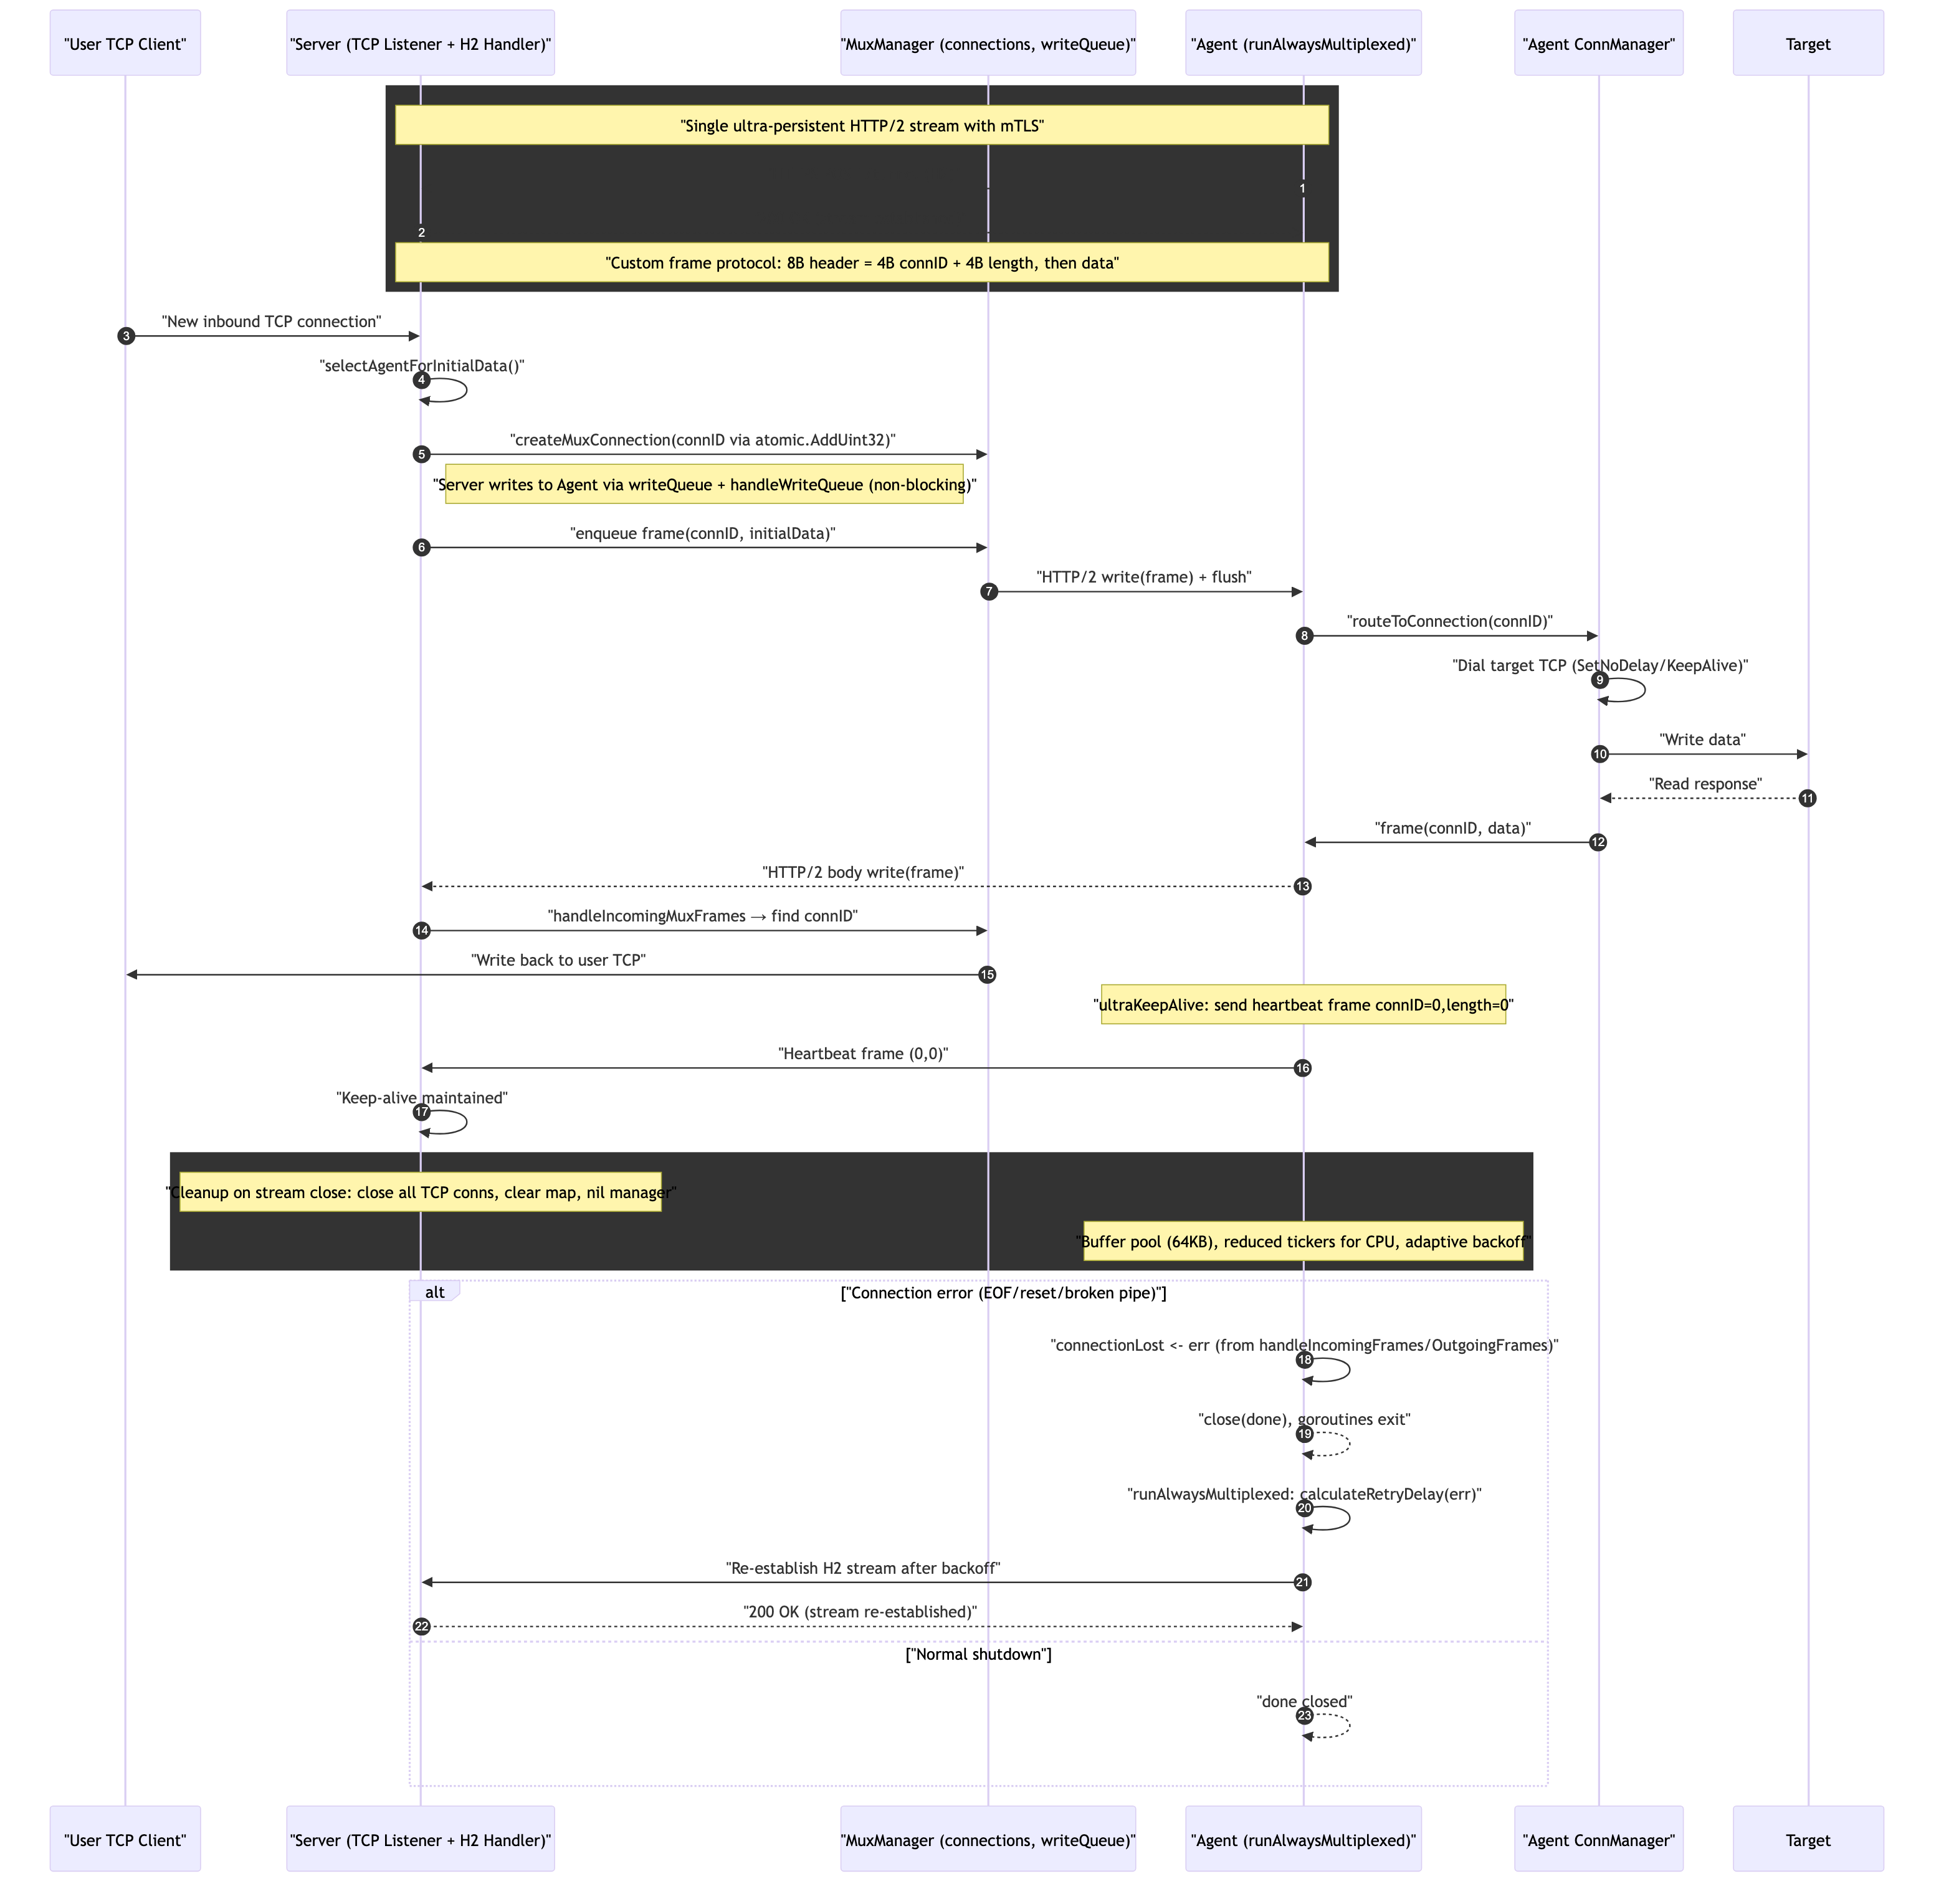 "User TCP Client"
"Server (TCP Listener + H2 Handler)"
"MuxManager (connections, writeQueue)"
"Agent (runAlwaysMultiplexed)"
"Agent ConnManager"
Target
"Single ultra-persistent HTTP/2 stream with mTLS"
1
2
"Custom frame protocol: 8B header = 4B connID + 4B length, then data"
"New inbound TCP connection"
3
"selectAgentForInitialData()"
4
"createMuxConnection(connID via atomic.AddUint32)"
5
"Server writes to Agent via writeQueue + handleWriteQueue (non-blocking)"
"enqueue frame(connID, initialData)"
6
"HTTP/2 write(frame) + flush"
7
"routeToConnection(connID)"
8
"Dial target TCP (SetNoDelay/KeepAlive)"
9
"Write data"
10
"Read response"
11
"frame(connID, data)"
12
"HTTP/2 body write(frame)"
13
"handleIncomingMuxFrames → find connID"
14
"Write back to user TCP"
15
"ultraKeepAlive: send heartbeat frame connID=0,length=0"
"Heartbeat frame (0,0)"
16
"Keep-alive maintained"
17
"Cleanup on stream close: close all TCP conns, clear map, nil manager"
"Buffer pool (64KB), reduced tickers for CPU, adaptive backoff"
alt
["Connection error (EOF/reset/broken pipe)"]
"connectionLost <- err (from handleIncomingFrames/OutgoingFrames)"
18
"close(done), goroutines exit"
19
"runAlwaysMultiplexed: calculateRetryDelay(err)"
20
"Re-establish H2 stream after backoff"
21
"200 OK (stream re-established)"
22
["Normal shutdown"]
"done closed"
23
"User TCP Client"
"Server (TCP Listener + H2 Handler)"
"MuxManager (connections, writeQueue)"
"Agent (runAlwaysMultiplexed)"
"Agent ConnManager"
Target